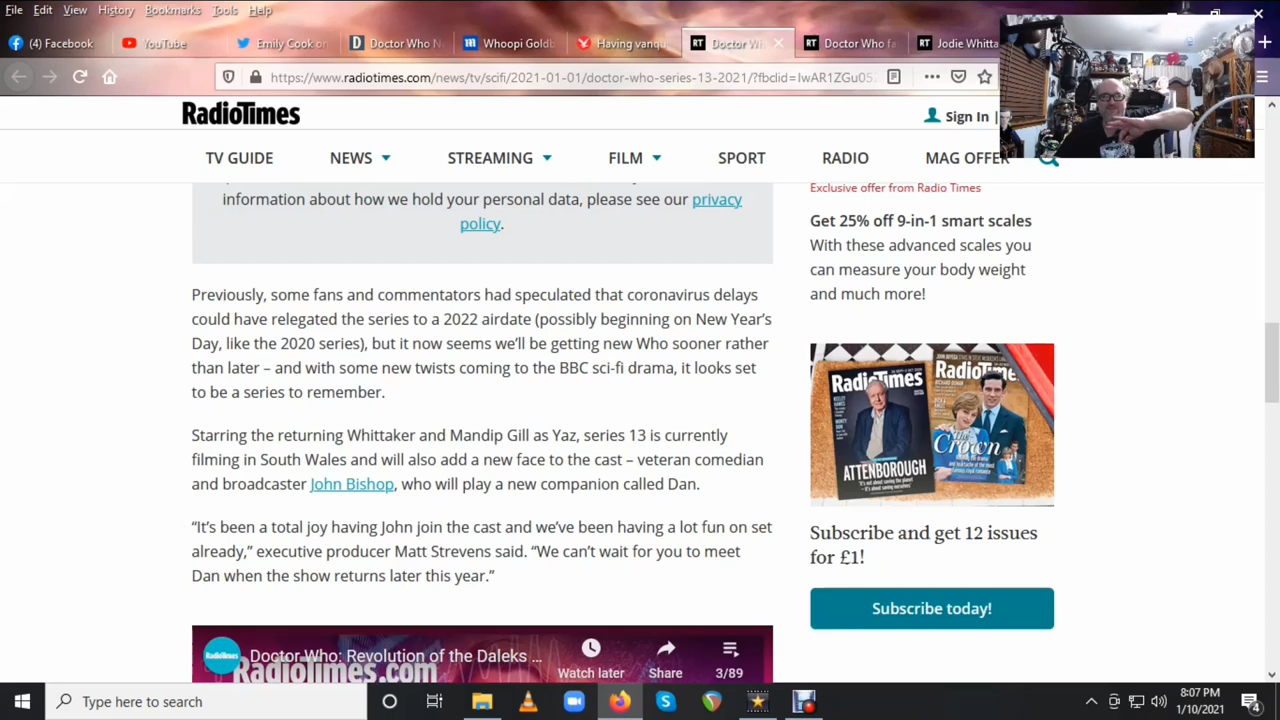 File Edit View History Bookmarks Tools Help
(4) Facebook YouTube Emily Cook on Doctor Who N Whoopi Goldb Having vanqu Doctor Wh Doctor Who fa Jodie Whitta
https://www.radiotimes.com/news/tv/scifi/2021-01-01/doctor-who-series-13-2021/?fbclid=IwAR1ZGu05
RadioTimes
Sign In |
TV GUIDE NEWS STREAMING FILM SPORT RADIO MAG OFFER
information about how we hold your personal data, please see our privacy
policy.
Previously, some fans and commentators had speculated that coronavirus delays
could have relegated the series to a 2022 airdate (possibly beginning on New Year's
Day, like the 2020 series), but it now seems we'll be getting new Who sooner rather
than later – and with some new twists coming to the BBC sci-fi drama, it looks set
to be a series to remember.
Starring the returning Whittaker and Mandip Gill as Yaz, series 13 is currently
filming in South Wales and will also add a new face to the cast – veteran comedian
and broadcaster John Bishop, who will play a new companion called Dan.
“It's been a total joy having John join the cast and we've been having a lot fun on set
already,” executive producer Matt Strevens said. “We can't wait for you to meet
Dan when the show returns later this year.”
RadioTimes
Doctor Who: Revolution of the Daleks ...
RadioTimes.com
Watch later Share 3/89
Exclusive offer from Radio Times
Get 25% off 9-in-1 smart scales
With these advanced scales you
can measure your body weight
and much more!
RadioTimes
RadioTimes
ATTENBOROUGH
The
Crown
Subscribe and get 12 issues
for £1!
Subscribe today!
Type here to search
8:07 PM
1/10/2021
4